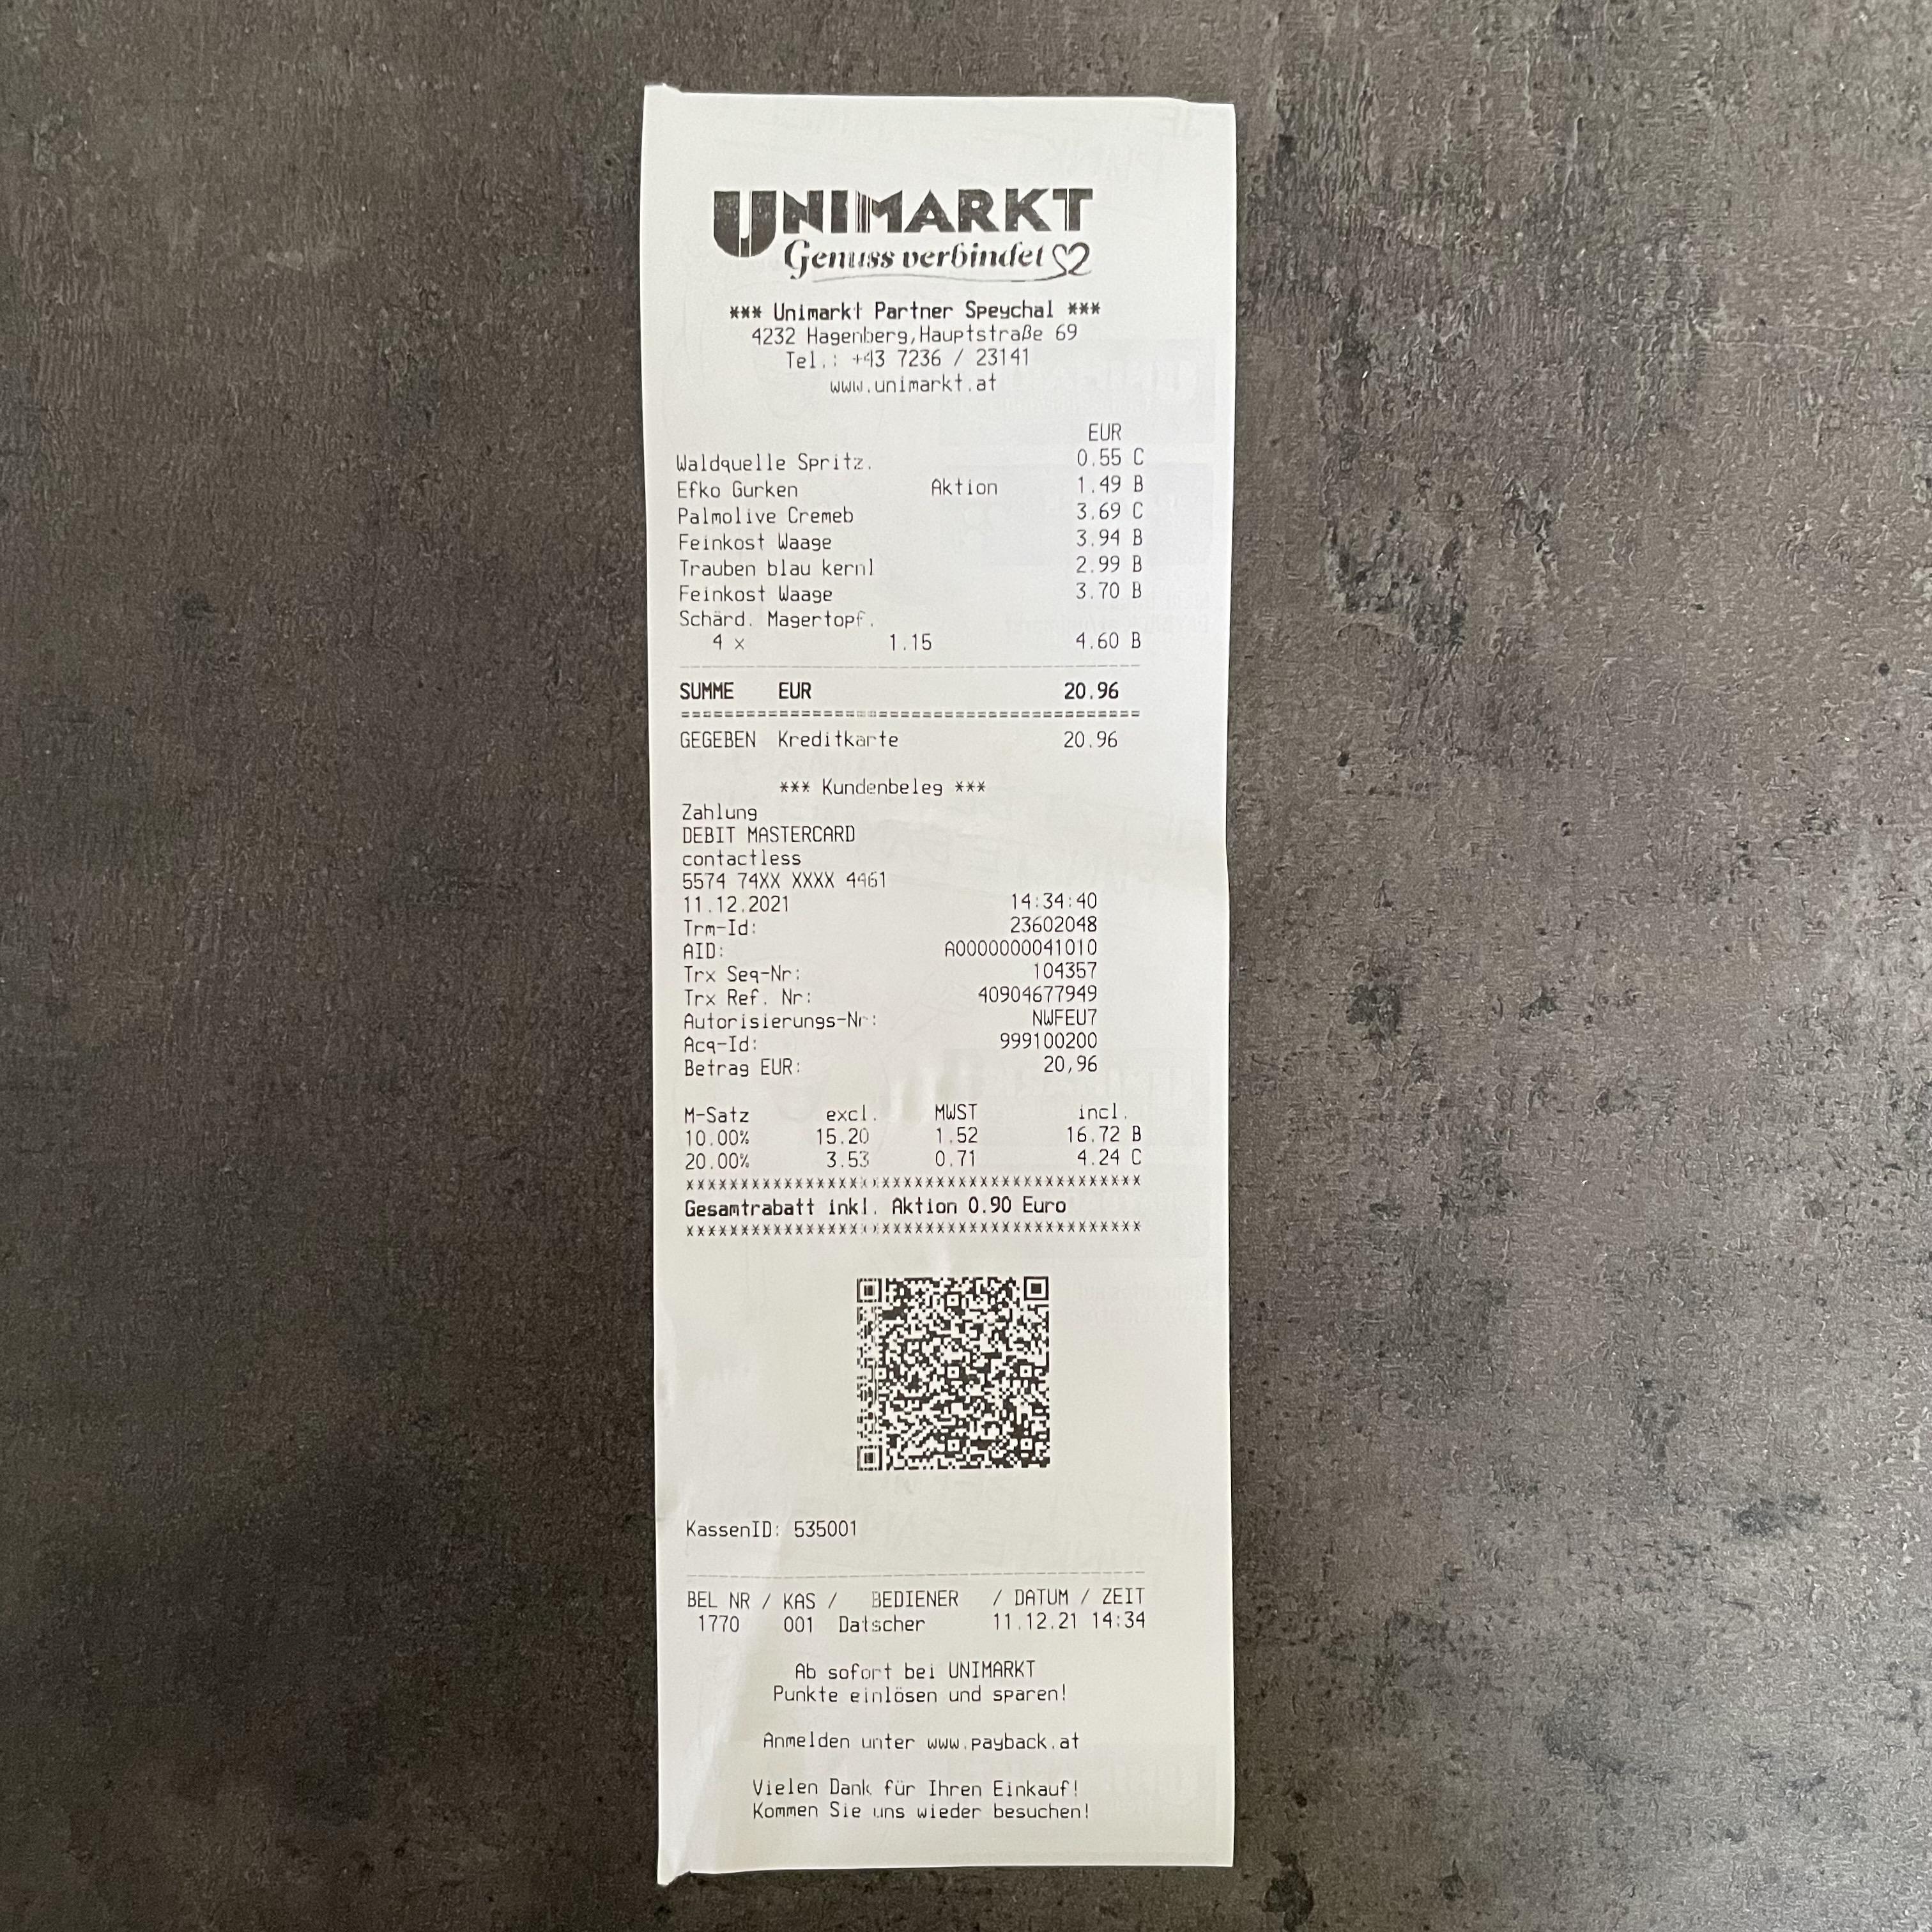 UNIMARKT
Genuss verbindet
*** Unimarkt Partner Speychal ***
4232 Hagenberg,Hauptstraße 69
Tel.: +43 7236 / 23141
www.unimarkt.at
EUR
Waldquelle Spritz. 0.55 C
Efko Gurken Aktion 1.49 B
Palmolive Cremeb 3.69 C
Feinkost Waage 3.94 B
Trauben blau kernl 2.99 B
Feinkost Waage 3.70 B
Schärd. Magertopf.
4 x 1.15 4.60 B
SUMME EUR 20.96
GEGEBEN Kreditkarte 20.96
*** Kundenbeleg ***
Zahlung
DEBIT MASTERCARD
contactless
5574 74XX XXXX 4461
11.12.2021 14:34:40
Trm-Id: 23602048
AID: A0000000041010
Trx Seq-Nr: 104357
Trx Ref. Nr: 40904677949
Autorisierungs-Nr: NWFEU7
Acq-Id: 999100200
Betrag EUR: 20,96
M-Satz excl. MWST incl.
10.00% 15.20 1.52 16.72 B
20.00% 3.53 0.71 4.24 C
Gesamtrabatt inkl. Aktion 0.90 Euro
KassenID: 535001
BEL NR / KAS / BEDIENER / DATUM / ZEIT
1770 001 Datscher 11.12.21 14:34
Ab sofort bei UNIMARKT
Punkte einlösen und sparen!
Anmelden unter www.payback.at
Vielen Dank für Ihren Einkauf!
Kommen Sie uns wieder besuchen!